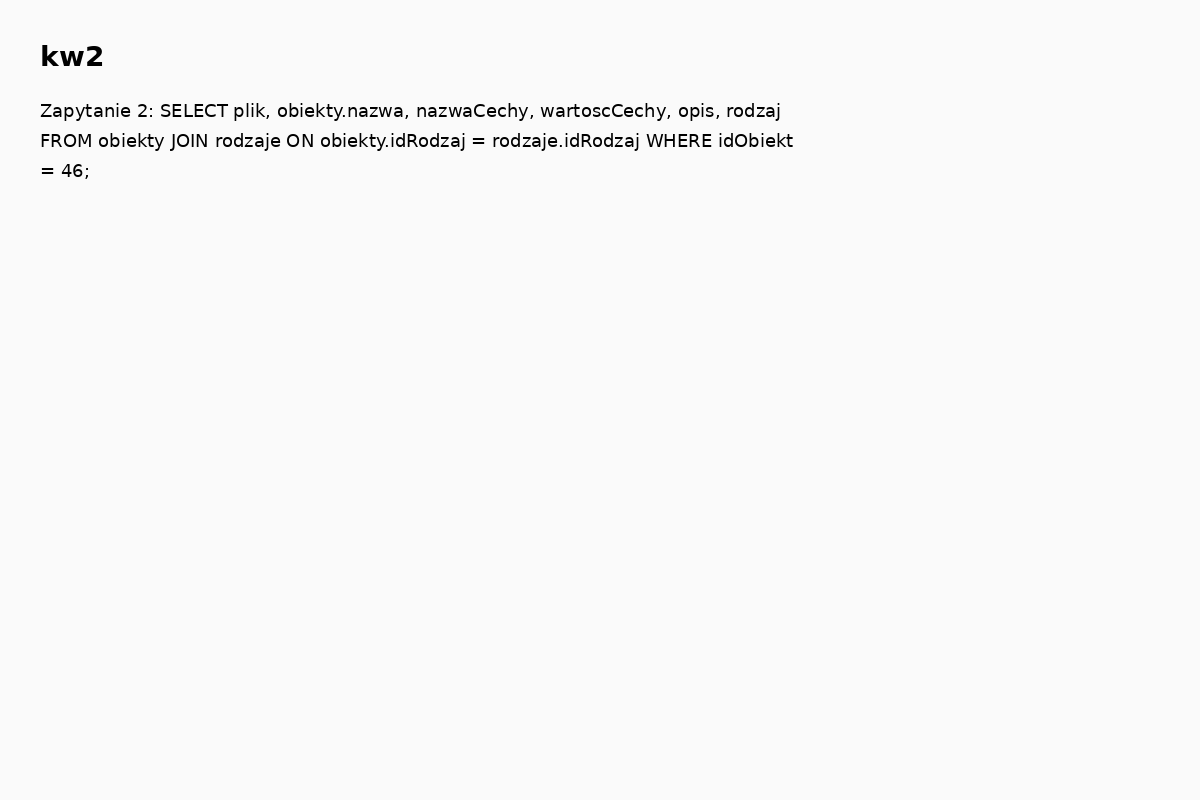 kw2
Zapytanie 2: SELECT plik, obiekty.nazwa, nazwaCechy, wartoscCechy, opis, rodzaj
FROM obiekty JOIN rodzaje ON obiekty.idRodzaj = rodzaje.idRodzaj WHERE idObiekt
= 46;